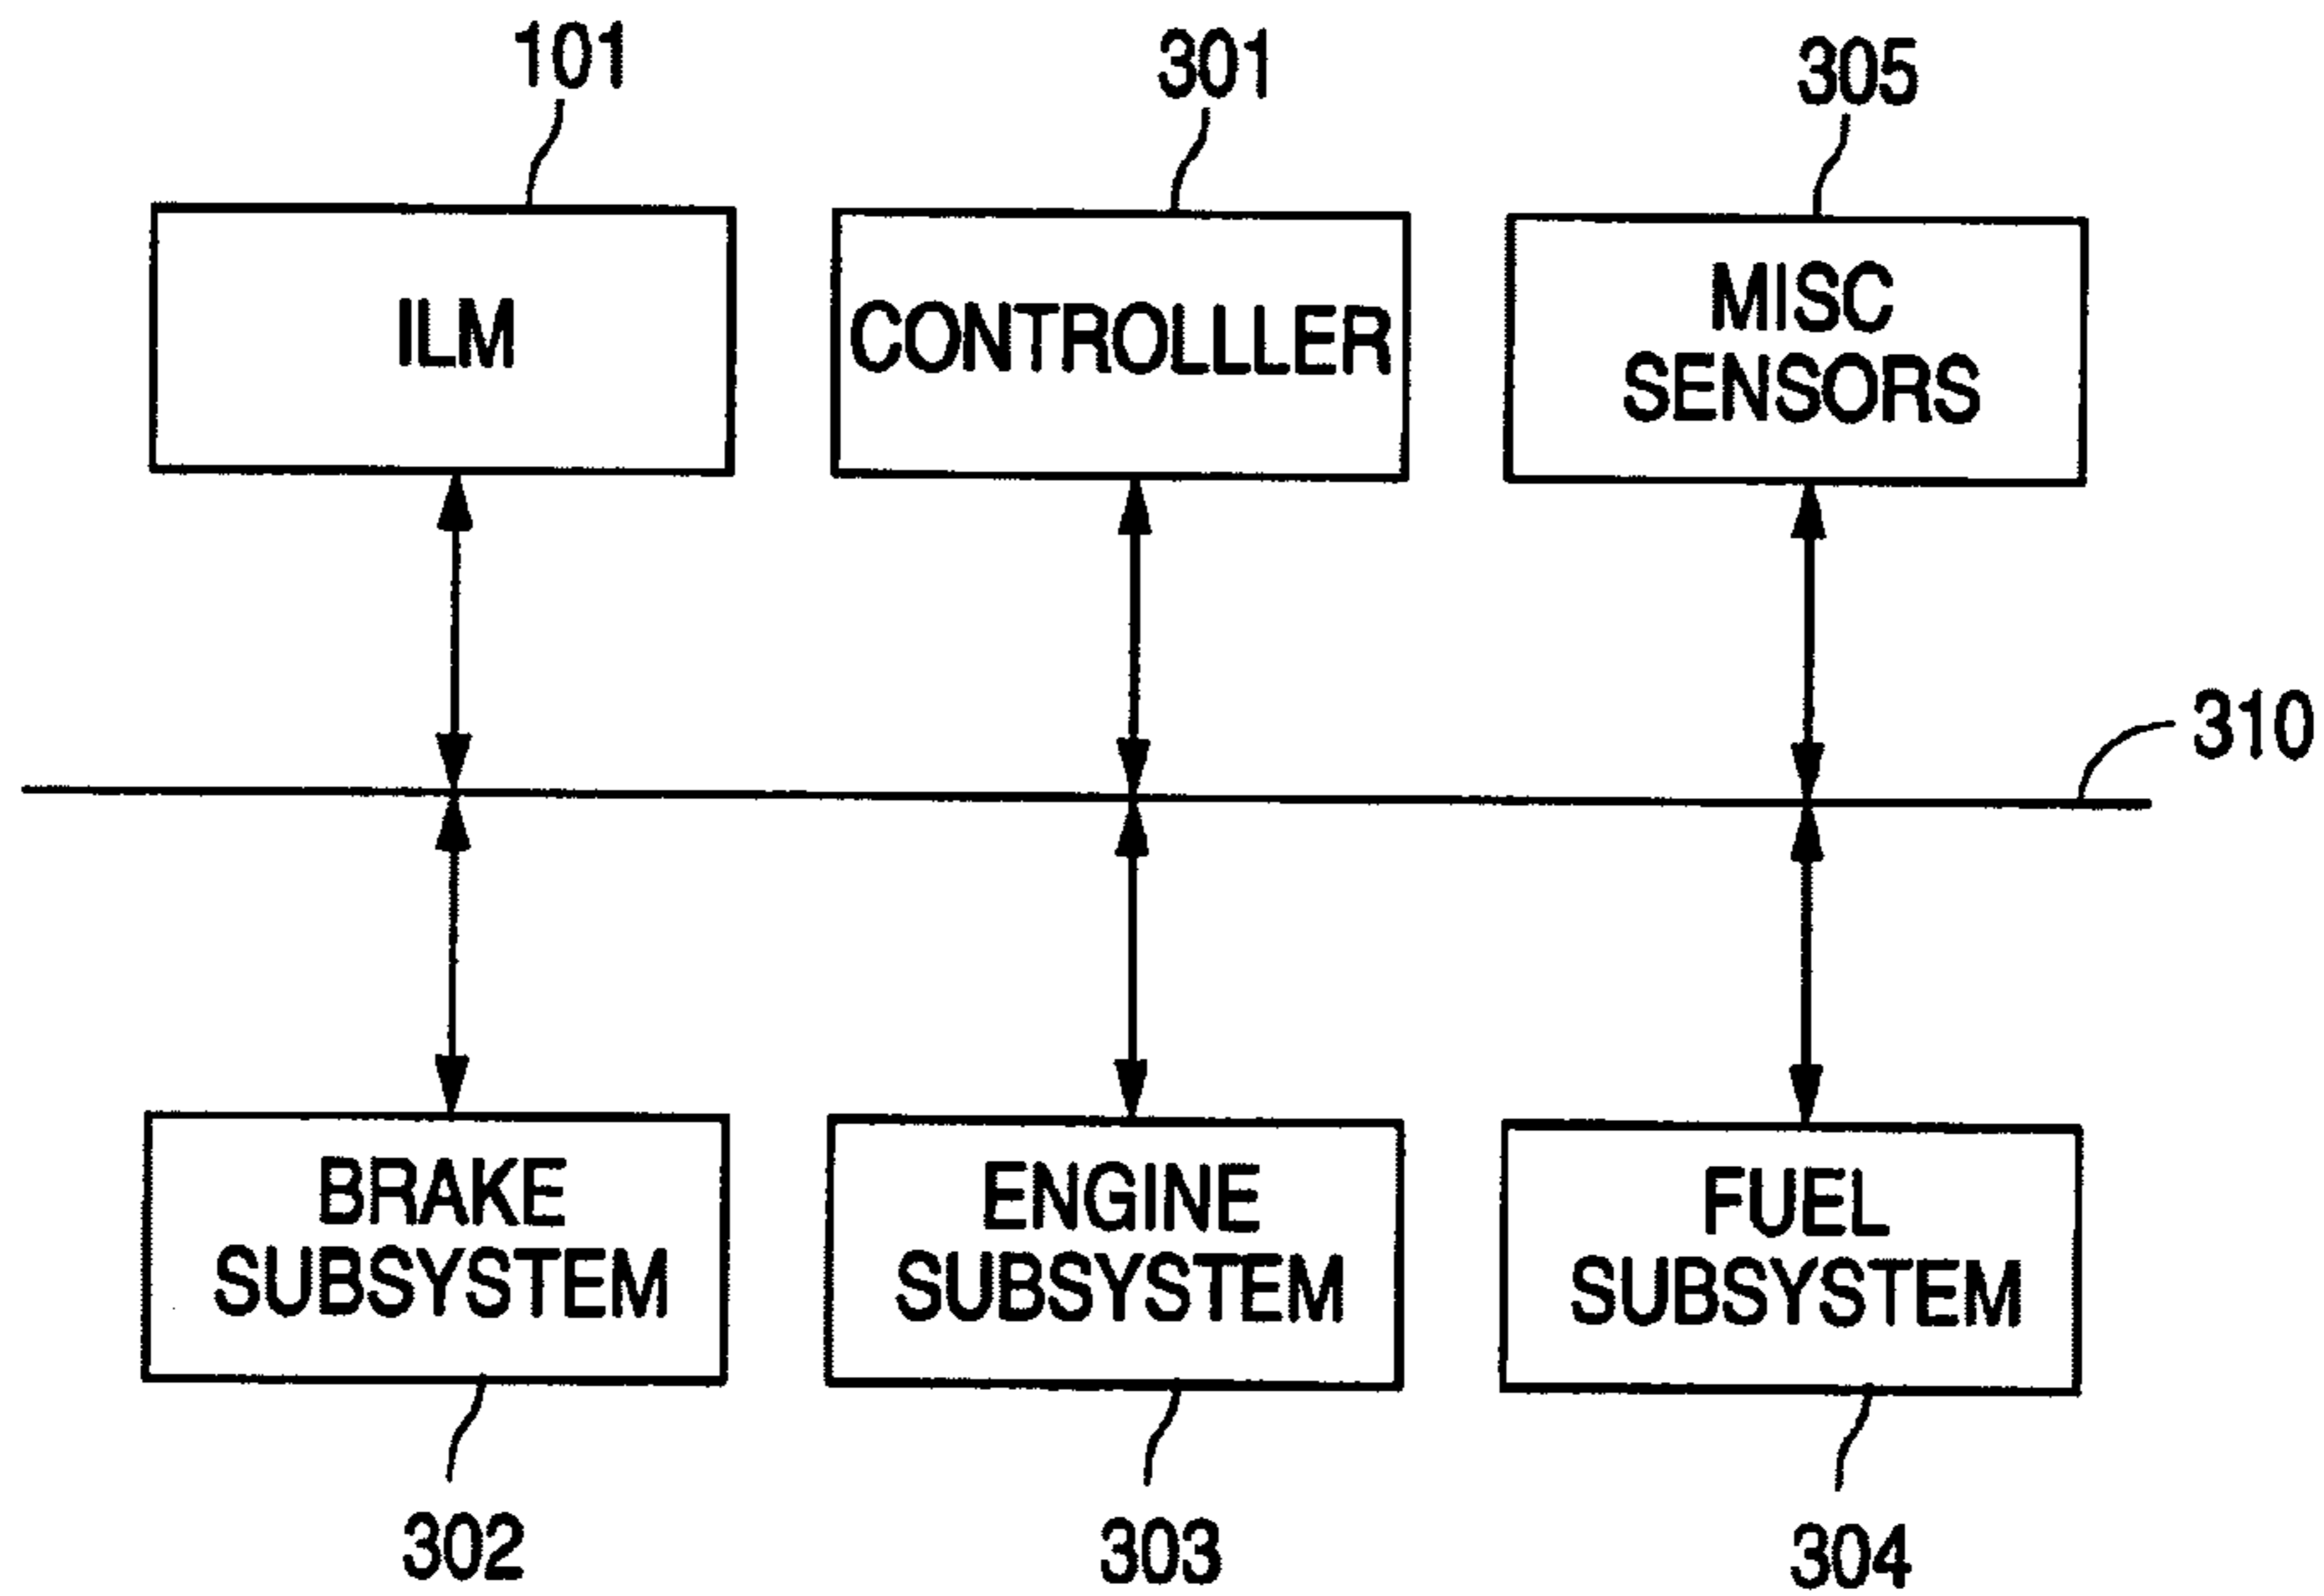 101
301
305
ILM
CONTROLLLER
MISC
SENSORS
310
BRAKE
SUBSYSTEM
ENGINE
SUBSYSTEM
FUEL
SUBSYSTEM
302
303
304